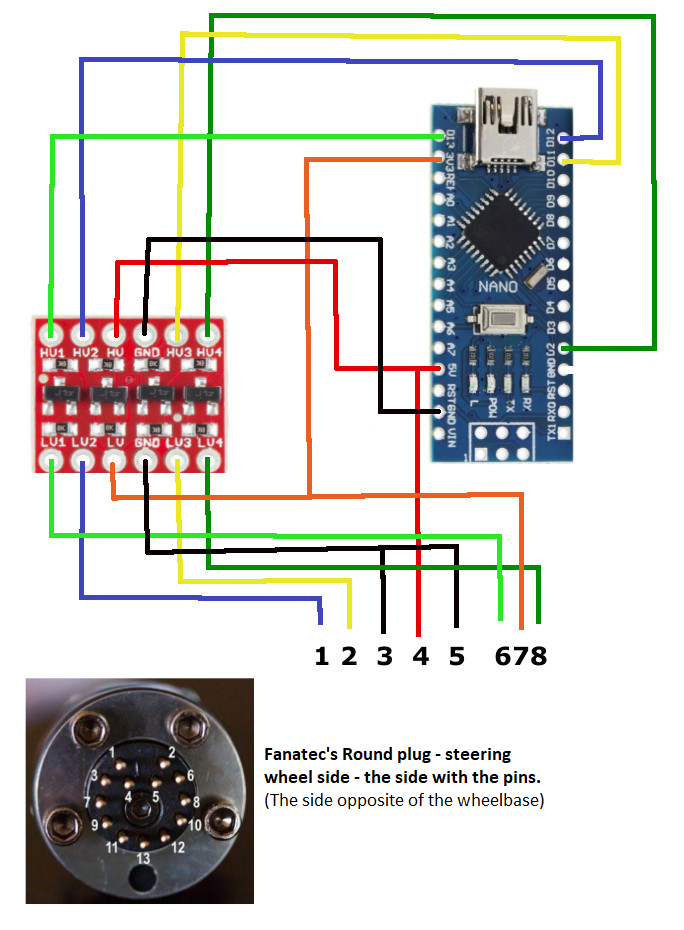 D13 D12
3V3 D11
REF D10
A0 D9
A1 D8
A2 D7
A3 D6
A4 D5
A5 D4
D3
A7 D2
5V GND
RST RST
GND RX0
VIN TX1
NANO
L POW TX RX
1
HV1 HV2 HV GND HV3 HV4
LV1 LV2 LV GND LV3 LV4
1 2 3 4 5 678
Fanatec's Round plug - steering
wheel side - the side with the pins.
(The side opposite of the wheelbase)
1 2
3 6
4 5
7 8
9 10
11 12
13